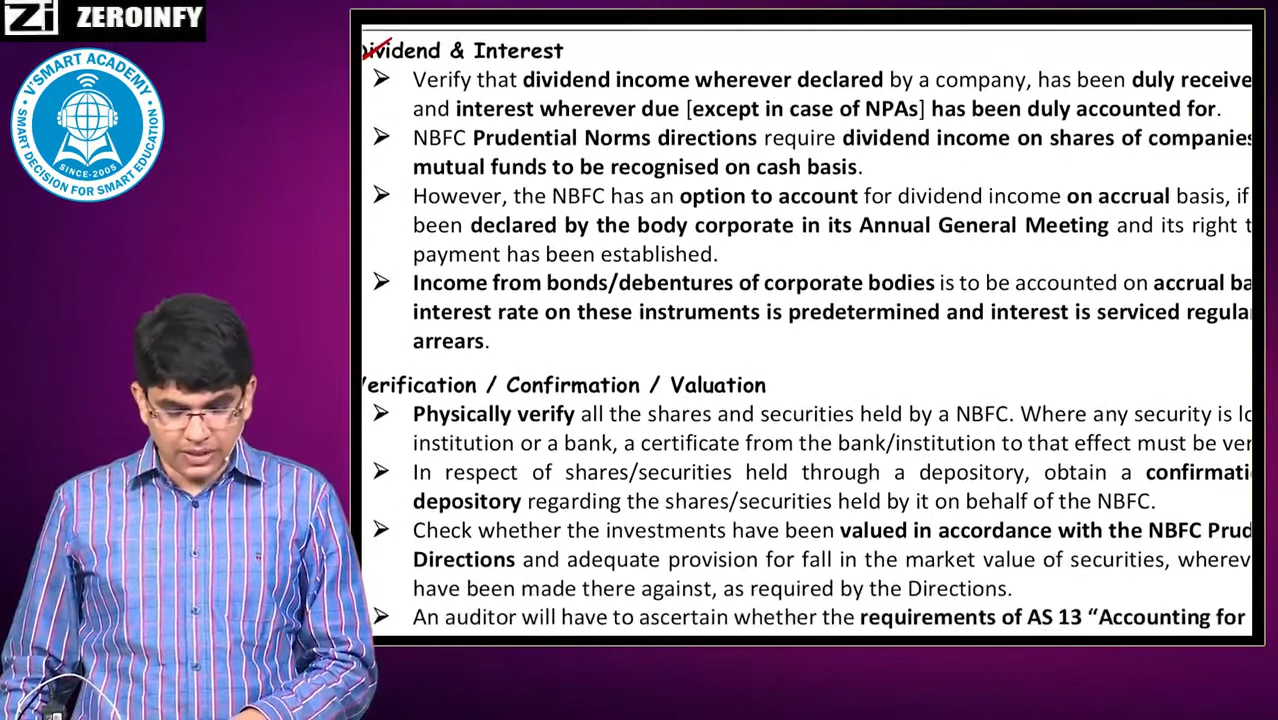 Zi ZEROINFY
V'SMART ACADEMY
SINCE-2005
SMART DECISION FOR SMART EDUCATION
Dividend & Interest
Verify that dividend income wherever declared by a company, has been duly receive
and interest wherever due [except in case of NPAs] has been duly accounted for.
NBFC Prudential Norms directions require dividend income on shares of companies
mutual funds to be recognised on cash basis.
However, the NBFC has an option to account for dividend income on accrual basis, if
been declared by the body corporate in its Annual General Meeting and its right t
payment has been established.
Income from bonds/debentures of corporate bodies is to be accounted on accrual ba
interest rate on these instruments is predetermined and interest is serviced regula
arrears.
Verification / Confirmation / Valuation
Physically verify all the shares and securities held by a NBFC. Where any security is lo
institution or a bank, a certificate from the bank/institution to that effect must be ver
In respect of shares/securities held through a depository, obtain a confirmati
depository regarding the shares/securities held by it on behalf of the NBFC.
Check whether the investments have been valued in accordance with the NBFC Prud
Directions and adequate provision for fall in the market value of securities, wherev
have been made there against, as required by the Directions.
An auditor will have to ascertain whether the requirements of AS 13 “Accounting for